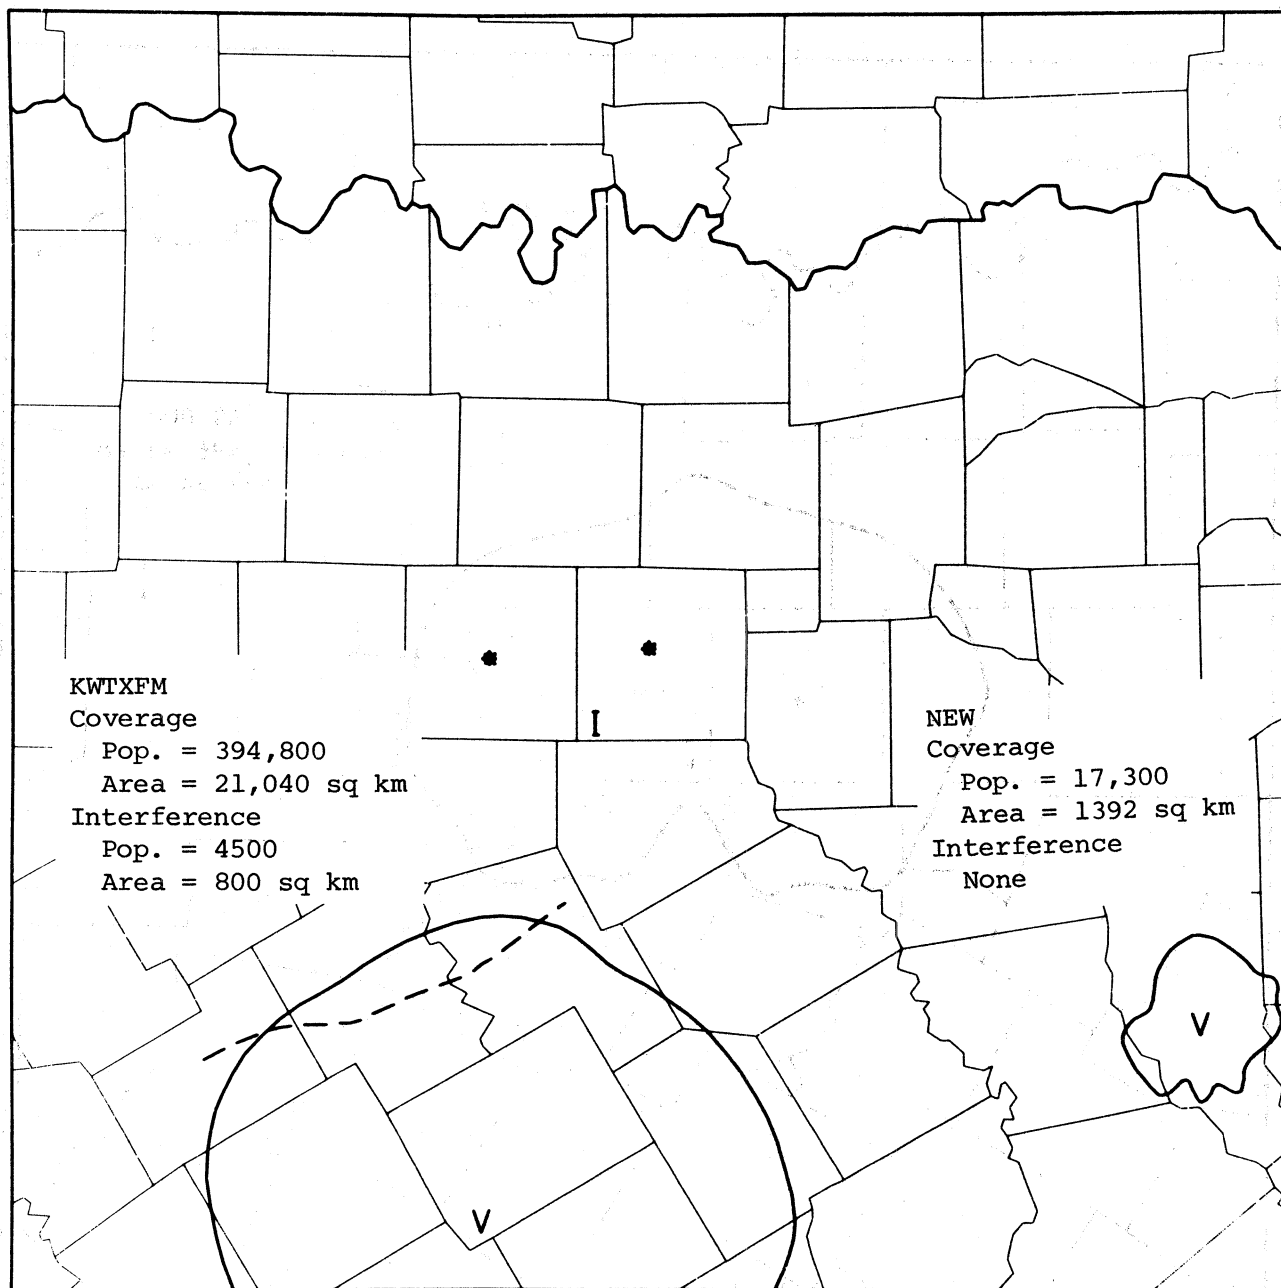 KWTXFM
Coverage
Pop. = 394,800
Area = 21,040 sq km
Interference
Pop. = 4500
Area = 800 sq km
I
NEW
Coverage
Pop. = 17,300
Area = 1392 sq km
Interference
None
V
V